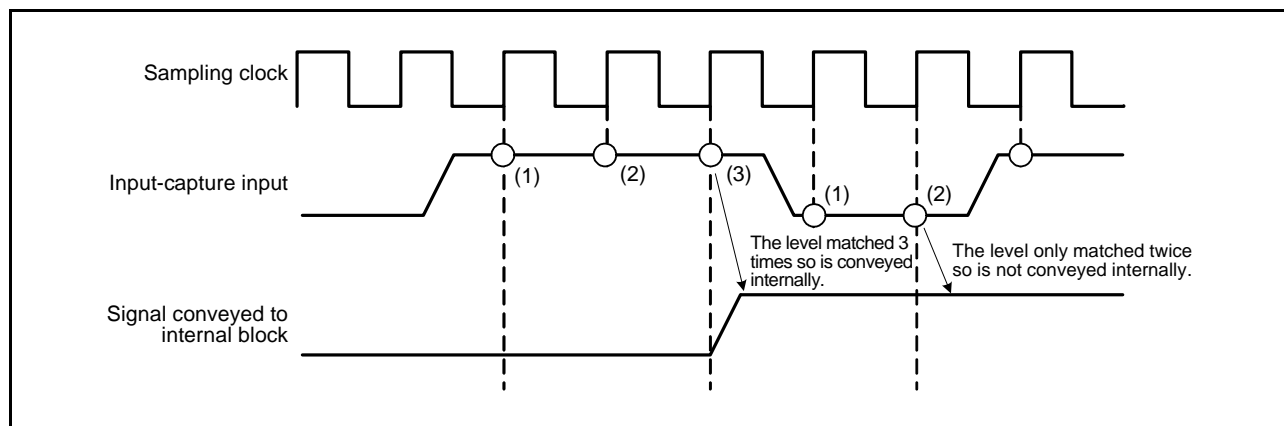 Sampling clock
Input-capture input
(1)
(2)
(3)
(1)
(2)
The level matched 3
times so is conveyed
internally.
The level only matched twice
so is not conveyed internally.
Signal conveyed to
internal block